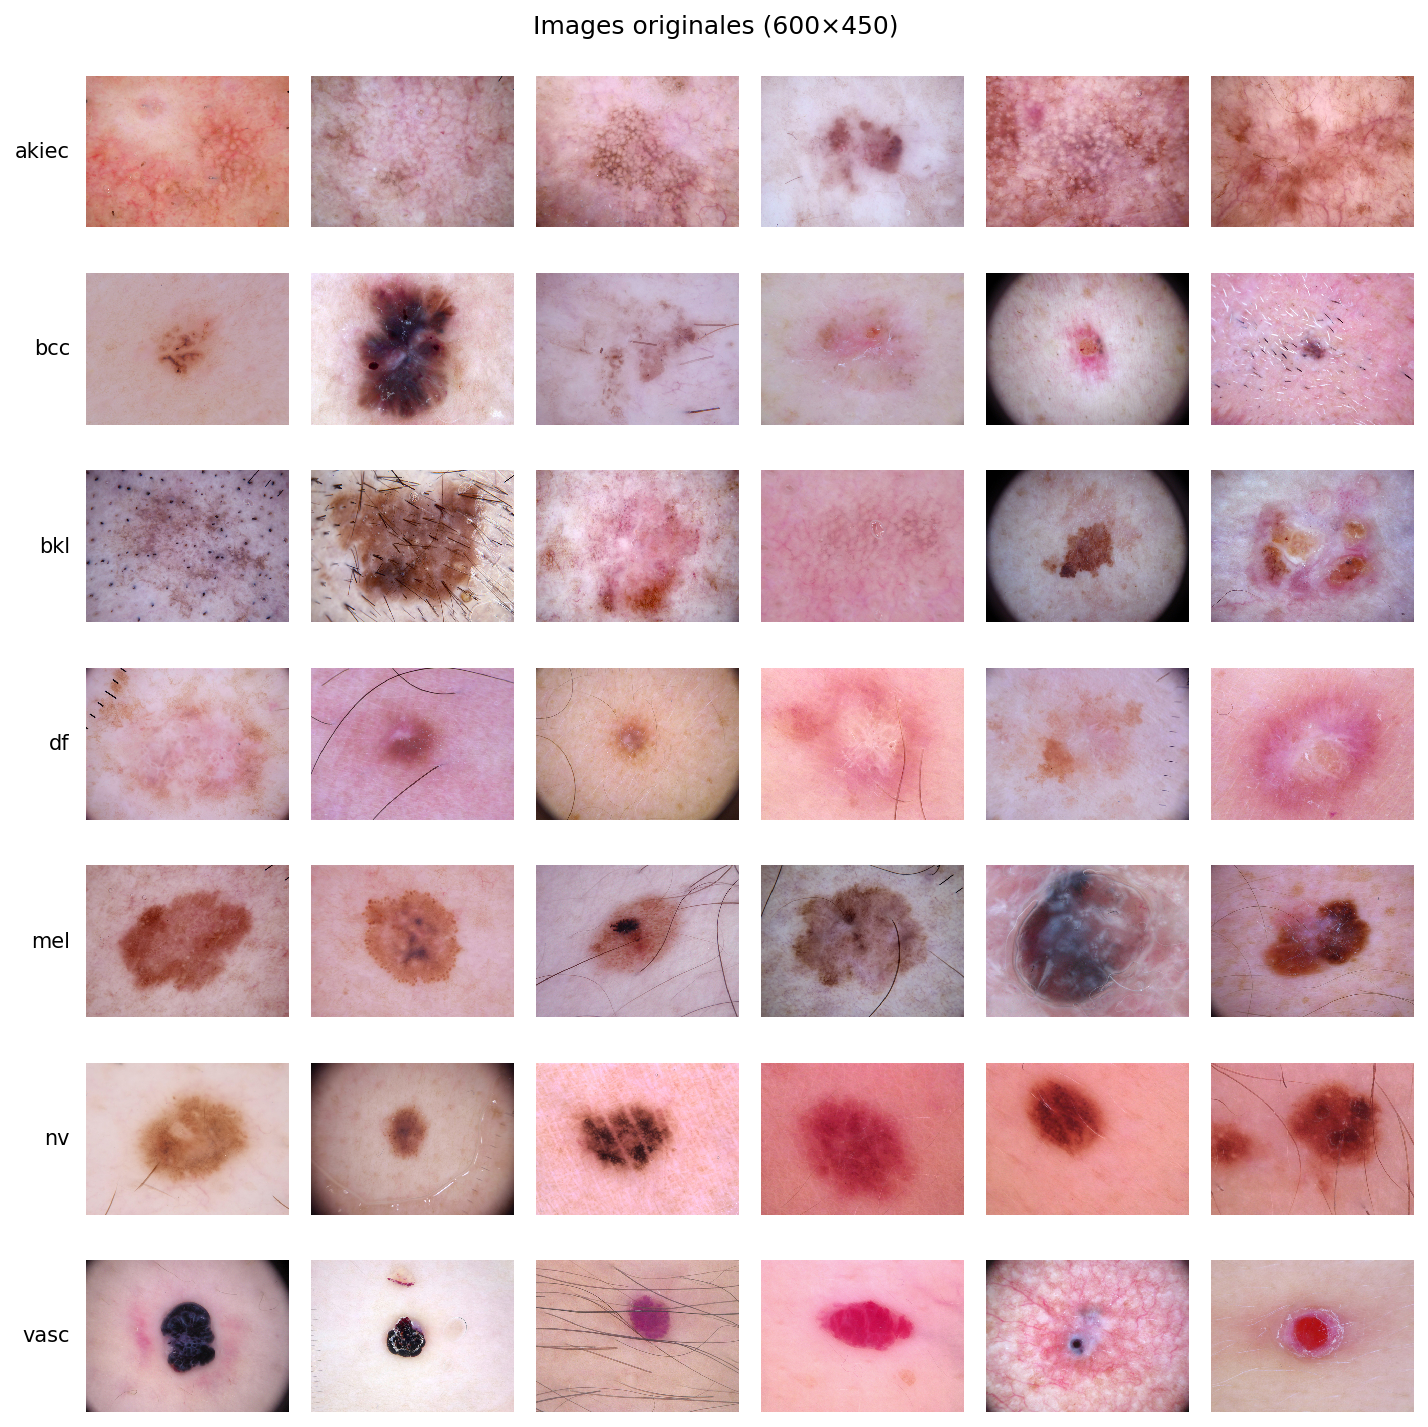 Images originales (600×450)
akiec
bcc
bkl
df
mel
nv
vasc